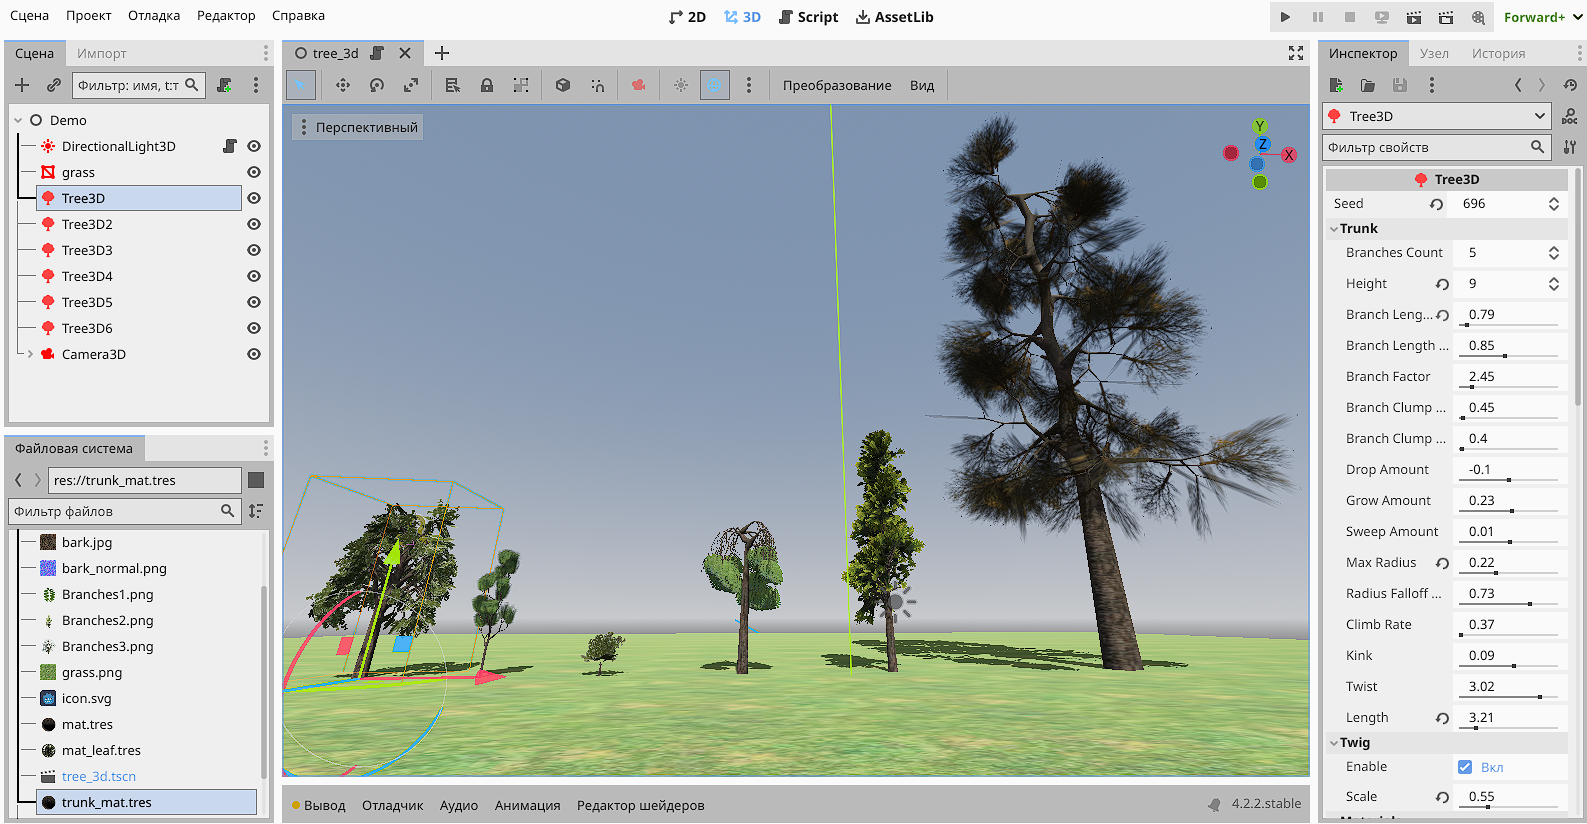 Сцена Проект Отладка Редактор Справка
2D 3D Script AssetLib
Forward+
Сцена Импорт
Фильтр: имя, t:т
Demo
DirectionalLight3D
grass
Tree3D
Tree3D2
Tree3D3
Tree3D4
Tree3D5
Tree3D6
Camera3D
Файловая система
res://trunk_mat.tres
Фильтр файлов
bark.jpg
bark_normal.png
Branches1.png
Branches2.png
Branches3.png
grass.png
icon.svg
mat.tres
mat_leaf.tres
tree_3d.tscn
trunk_mat.tres
tree_3d
Преобразование Вид
Перспективный
Y
Z
X
Вывод Отладчик Аудио Анимация Редактор шейдеров
4.2.2.stable
Инспектор Узел История
Tree3D
Фильтр свойств
Tree3D
Seed 696
Trunk
Branches Count 5
Height 9
Branch Leng... 0.79
Branch Length ... 0.85
Branch Factor 2.45
Branch Clump ... 0.45
Branch Clump ... 0.4
Drop Amount -0.1
Grow Amount 0.23
Sweep Amount 0.01
Max Radius 0.22
Radius Falloff ... 0.73
Climb Rate 0.37
Kink 0.09
Twist 3.02
Length 3.21
Twig
Enable Вкл
Scale 0.55